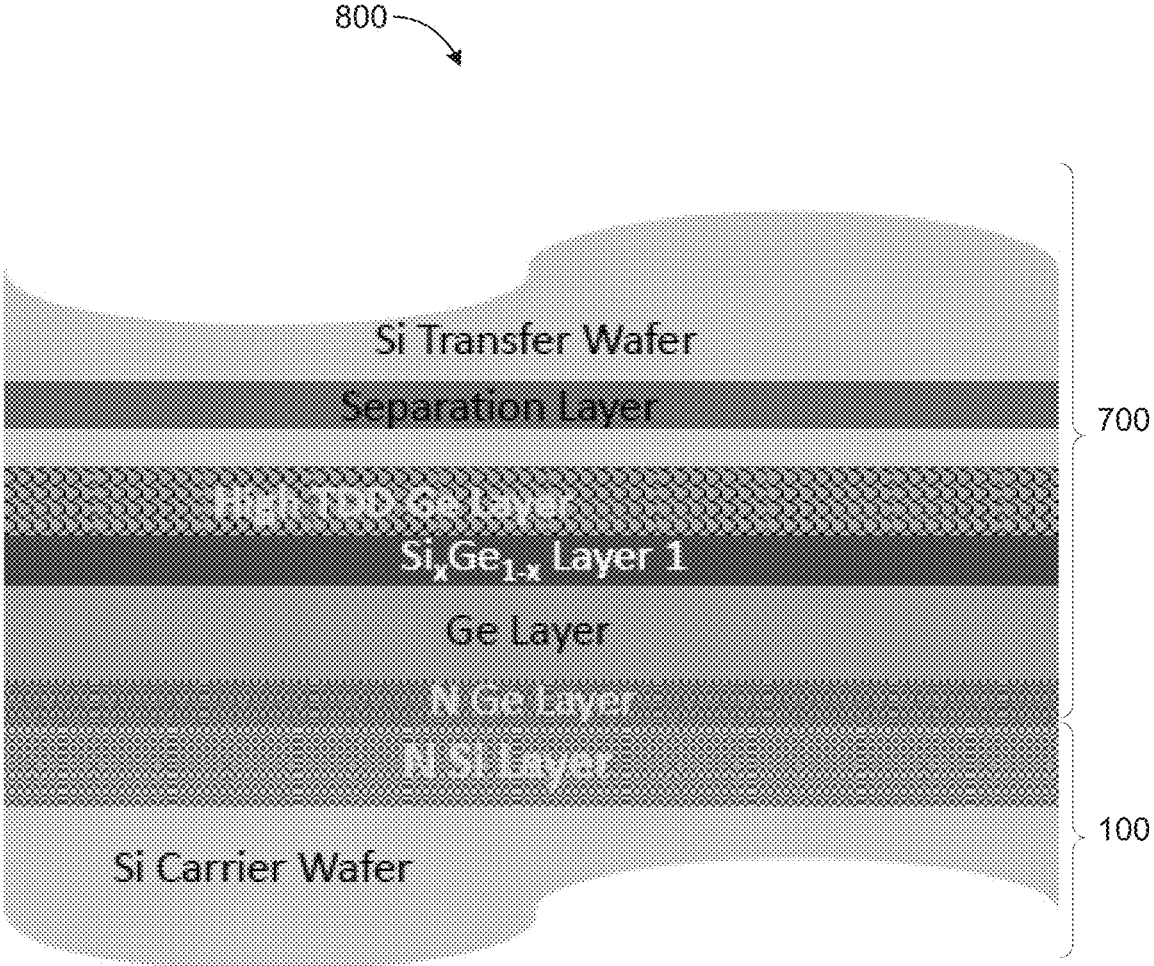 800
Si Transfer Wafer
Separation Layer
700
High TDD Ge Layer
SiₓGe₁₋ₓ Layer 1
Ge Layer
N Ge Layer
N Si Layer
100
Si Carrier Wafer